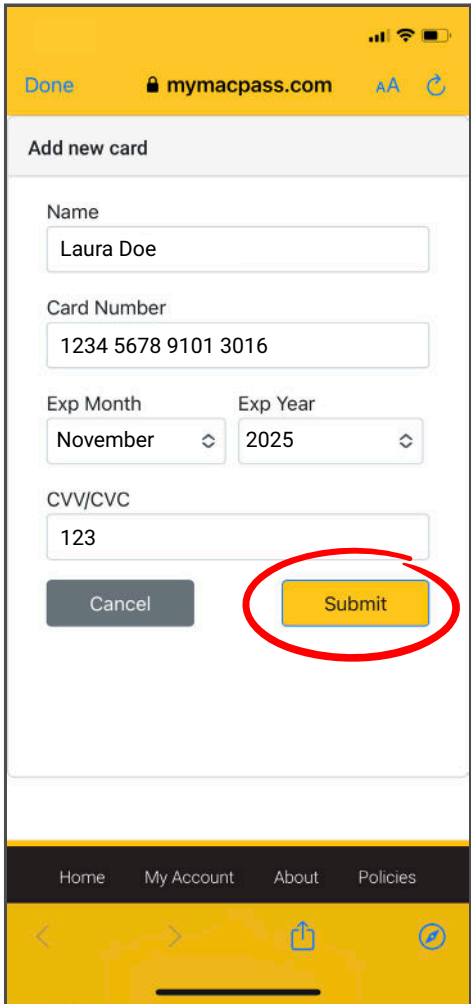 Done mymacpass.com AA
Add new card
Name
Laura Doe
Card Number
1234 5678 9101 3016
Exp Month Exp Year
November 2025
CVV/CVC
123
Cancel Submit
Home My Account About Policies